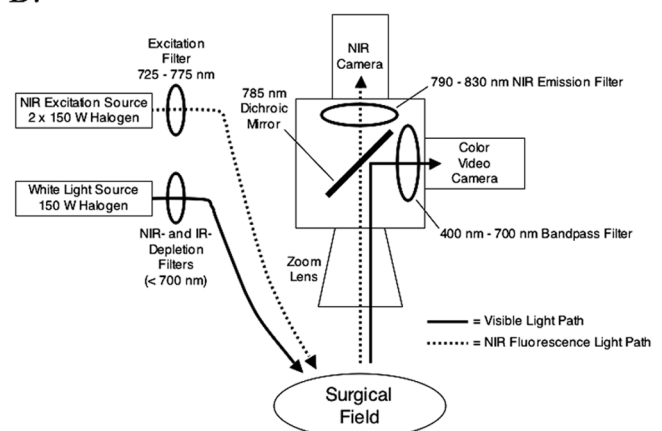 Excitation
Filter
725 - 775 nm
NIR Excitation Source
2 x 150 W Halogen
White Light Source
150 W Halogen
NIR- and IR-
Depletion
Filters
(< 700 nm)
NIR
Camera
790 - 830 nm NIR Emission Filter
785 nm
Dichroic
Mirror
Color
Video
Camera
400 nm - 700 nm Bandpass Filter
Zoom
Lens
= Visible Light Path
= NIR Fluorescence Light Path
Surgical
Field